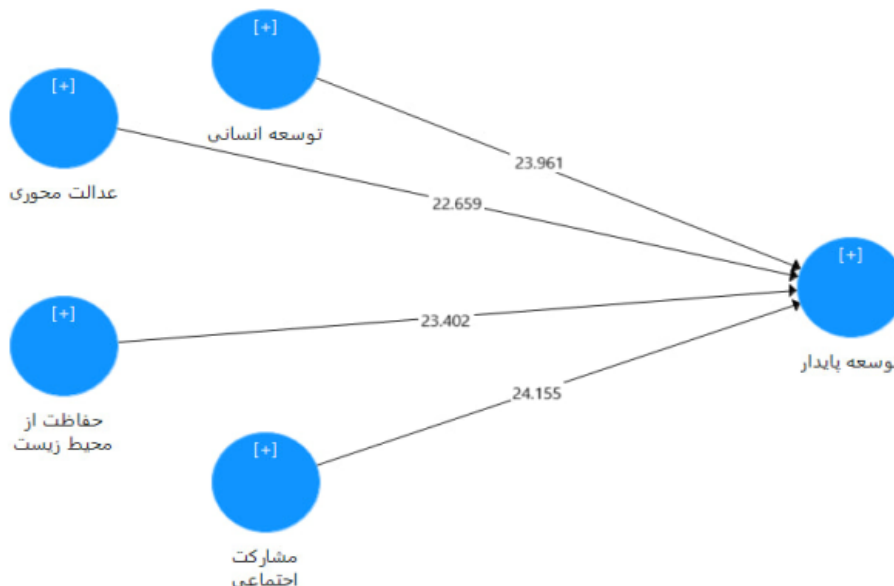 [+]
توسعه انسانی
[+]
عدالت محوری
23.961
22.659
[+]
وسعه پایدار
[+]
حفاظت از
محیط زیست
23.402
24.155
[+]
مشارکت
اجتماعی